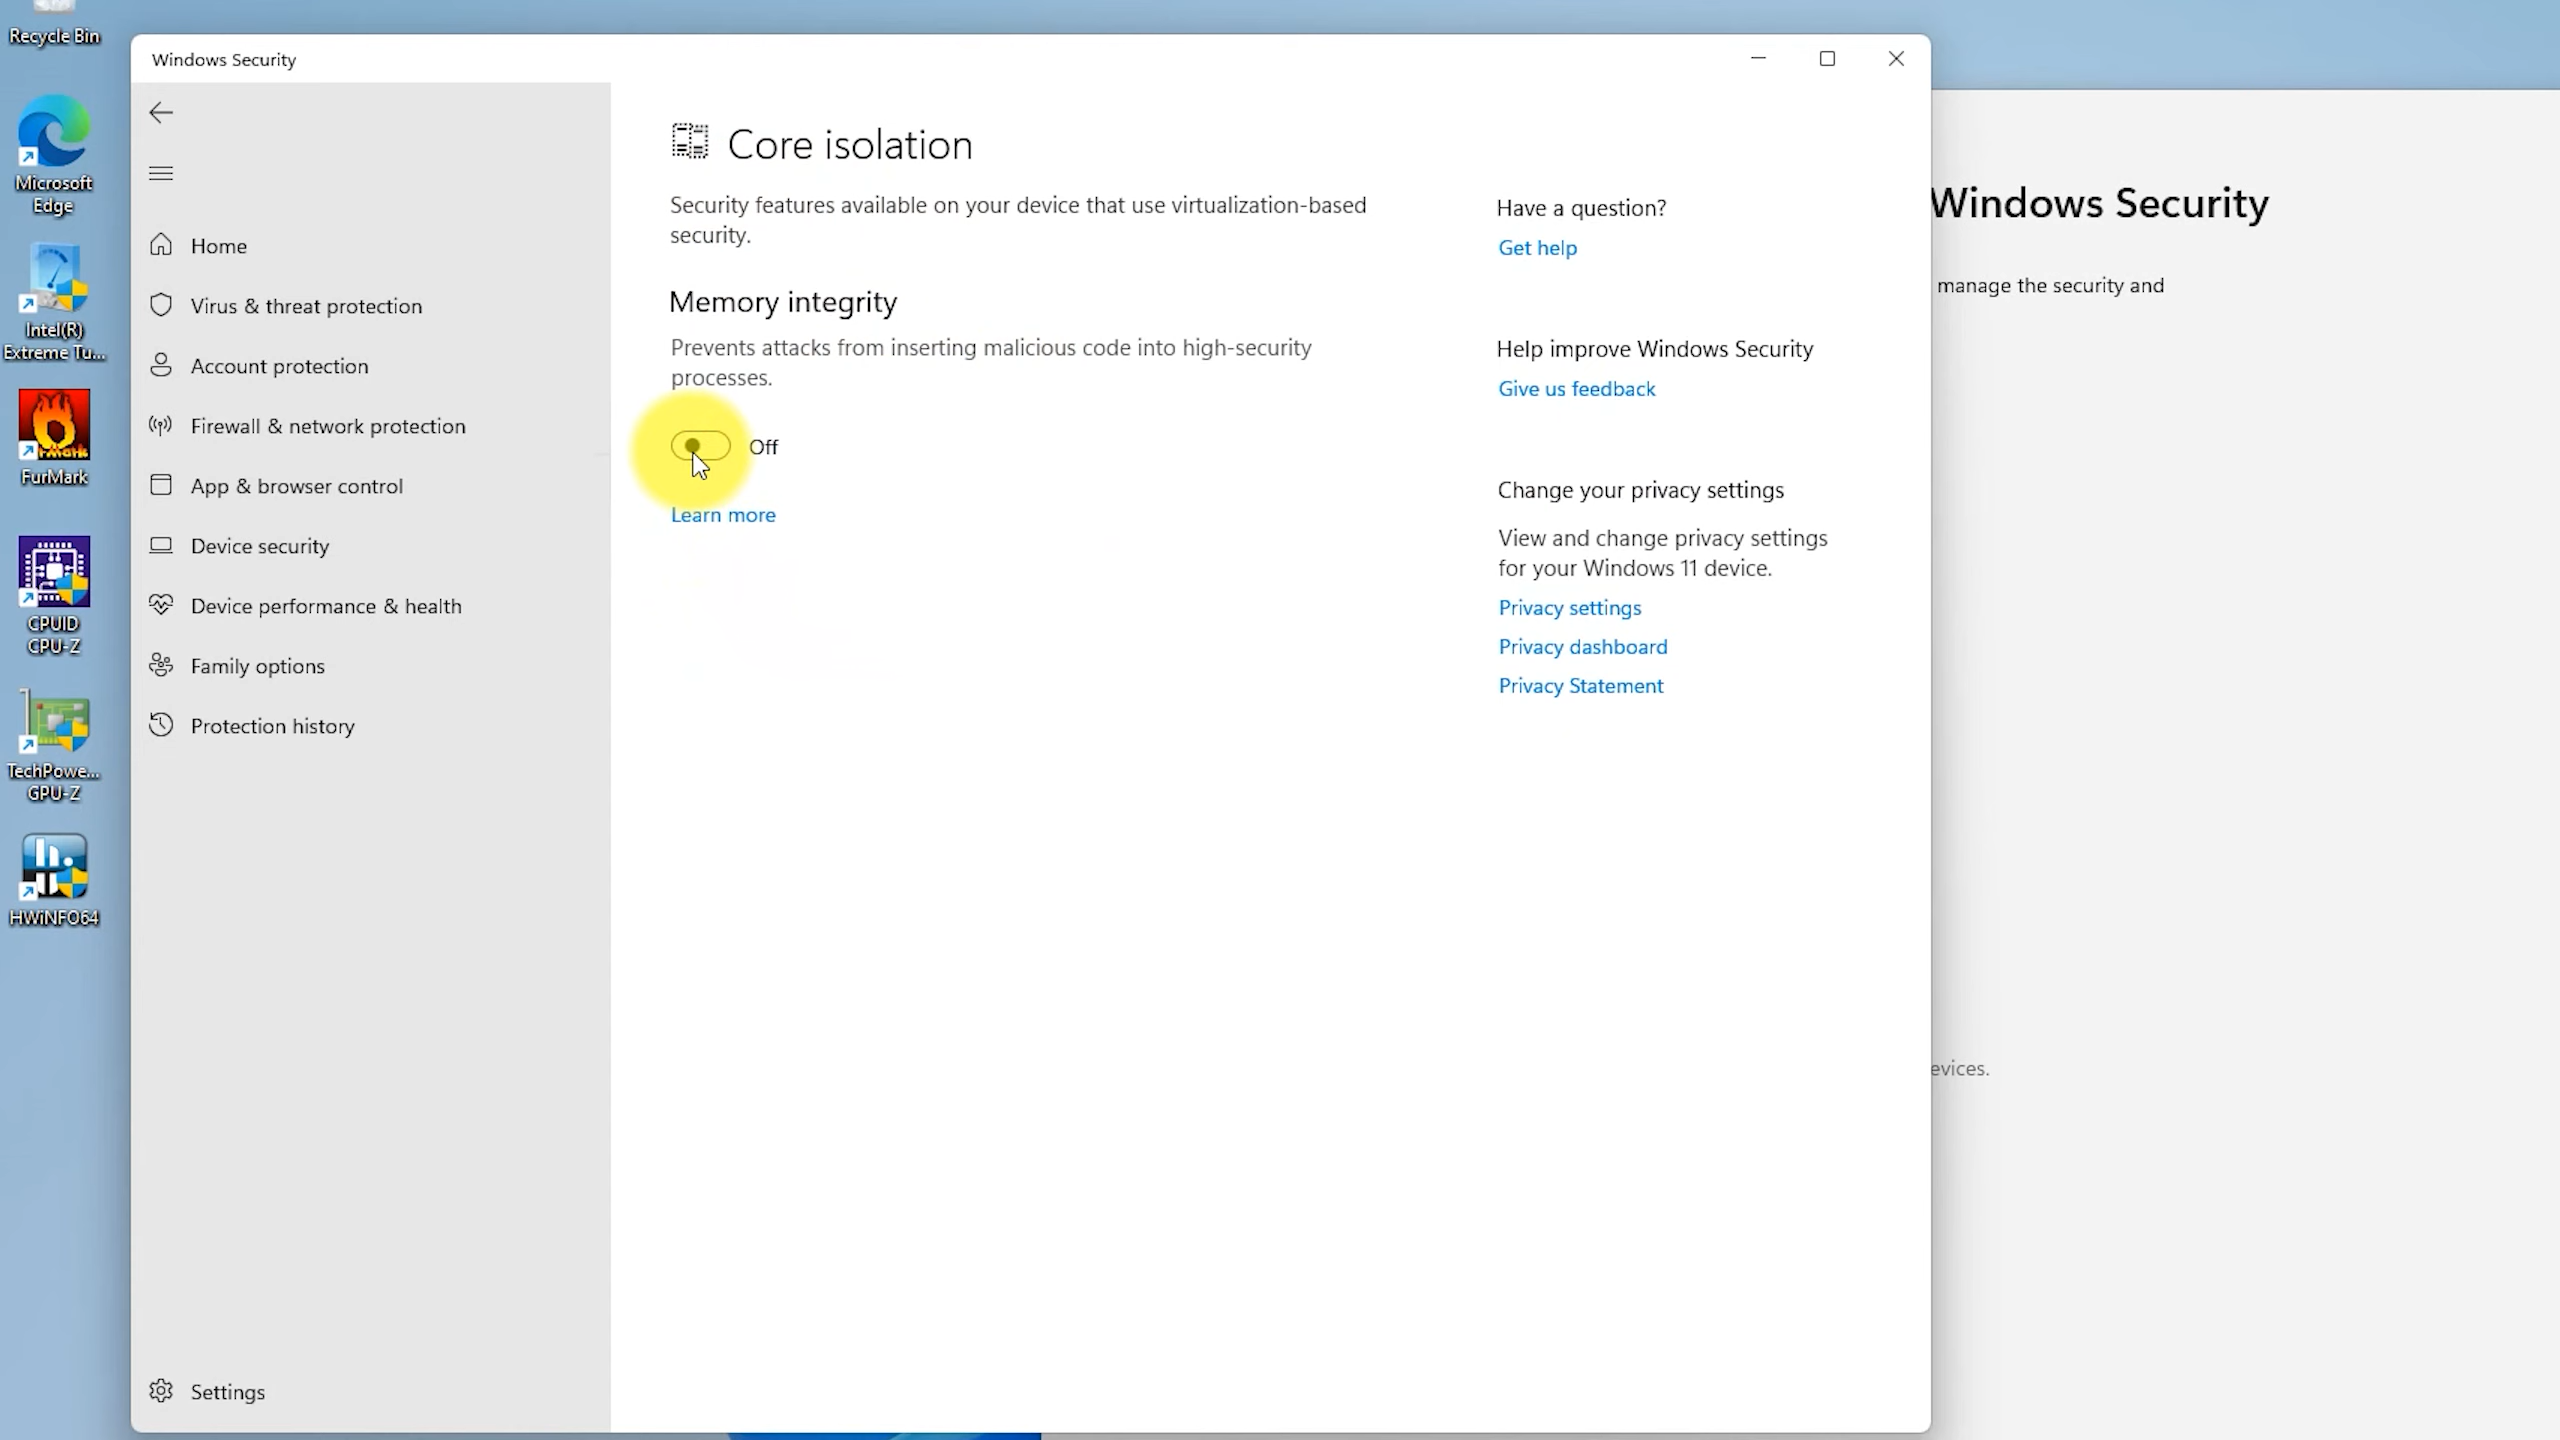 Recycle Bin
Microsoft
Edge
Intel(R)
Extreme Tu...
FurMark
CPUID
CPU-Z
TechPowe...
GPU-Z
HWiNFO64
Windows Security
Home
Virus & threat protection
Account protection
Firewall & network protection
App & browser control
Device security
Device performance & health
Family options
Protection history
Settings
Core isolation
Security features available on your device that use virtualization-based
security.
Memory integrity
Prevents attacks from inserting malicious code into high-security
processes.
Off
Learn more
Have a question?
Get help
Help improve Windows Security
Give us feedback
Change your privacy settings
View and change privacy settings
for your Windows 11 device.
Privacy settings
Privacy dashboard
Privacy Statement
Windows Security
manage the security and
evices.